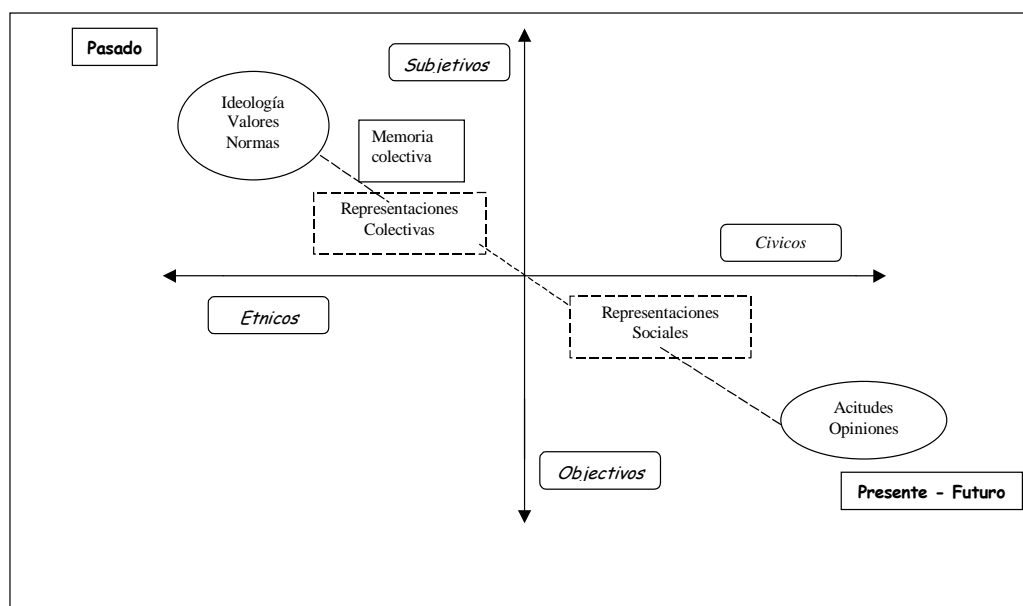 Pasado
Subjetivos
Ideología
Valores
Normas
Memoria
colectiva
Representaciones
Colectivas
Civicos
Etnicos
Representaciones
Sociales
Acitudes
Opiniones
Objectivos
Presente - Futuro